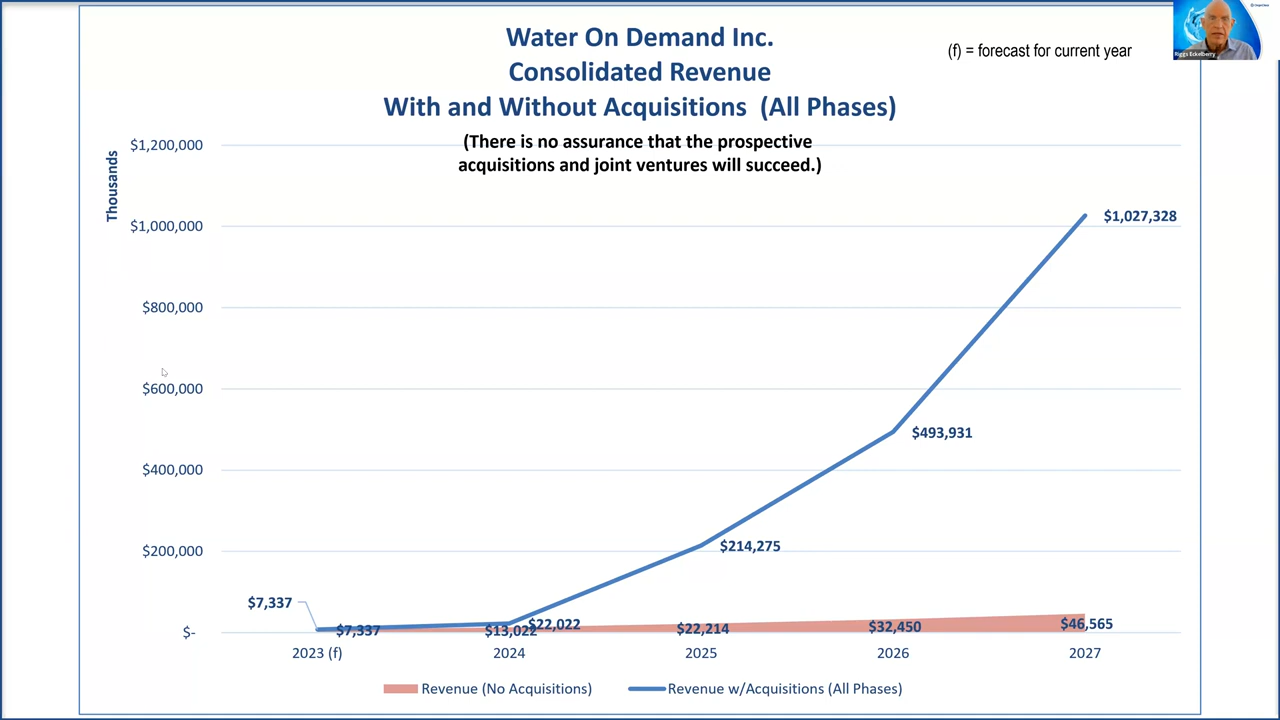 Water On Demand Inc.
Consolidated Revenue
With and Without Acquisitions (All Phases)
(f) = forecast for current year
OriginClear
Riggs Eckelberry
(There is no assurance that the prospective
acquisitions and joint ventures will succeed.)
Thousands
$1,200,000
$1,000,000
$800,000
$600,000
$400,000
$200,000
$-
$1,027,328
$493,931
$214,275
$22,022
$7,337
$7,337
$13,022
$22,214
$32,450
$46,565
2023 (f)
2024
2025
2026
2027
Revenue (No Acquisitions)
Revenue w/Acquisitions (All Phases)